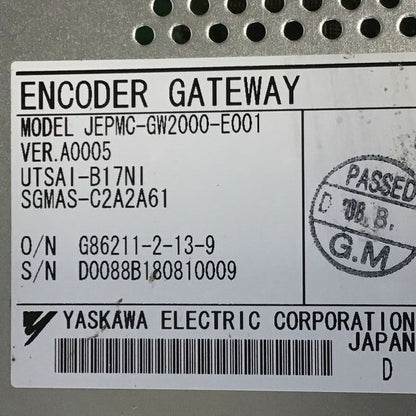 ENCODER GATEWAY
MODEL JEPMC-GW2000-E001
VER.A0005
UTSAI-B17NI
SGMAS-C2A2A61
PASSED
D '08.8.
G.M
O/N G86211-2-13-9
S/N D0088B180810009
YASKAWA ELECTRIC CORPORATION
JAPAN
D